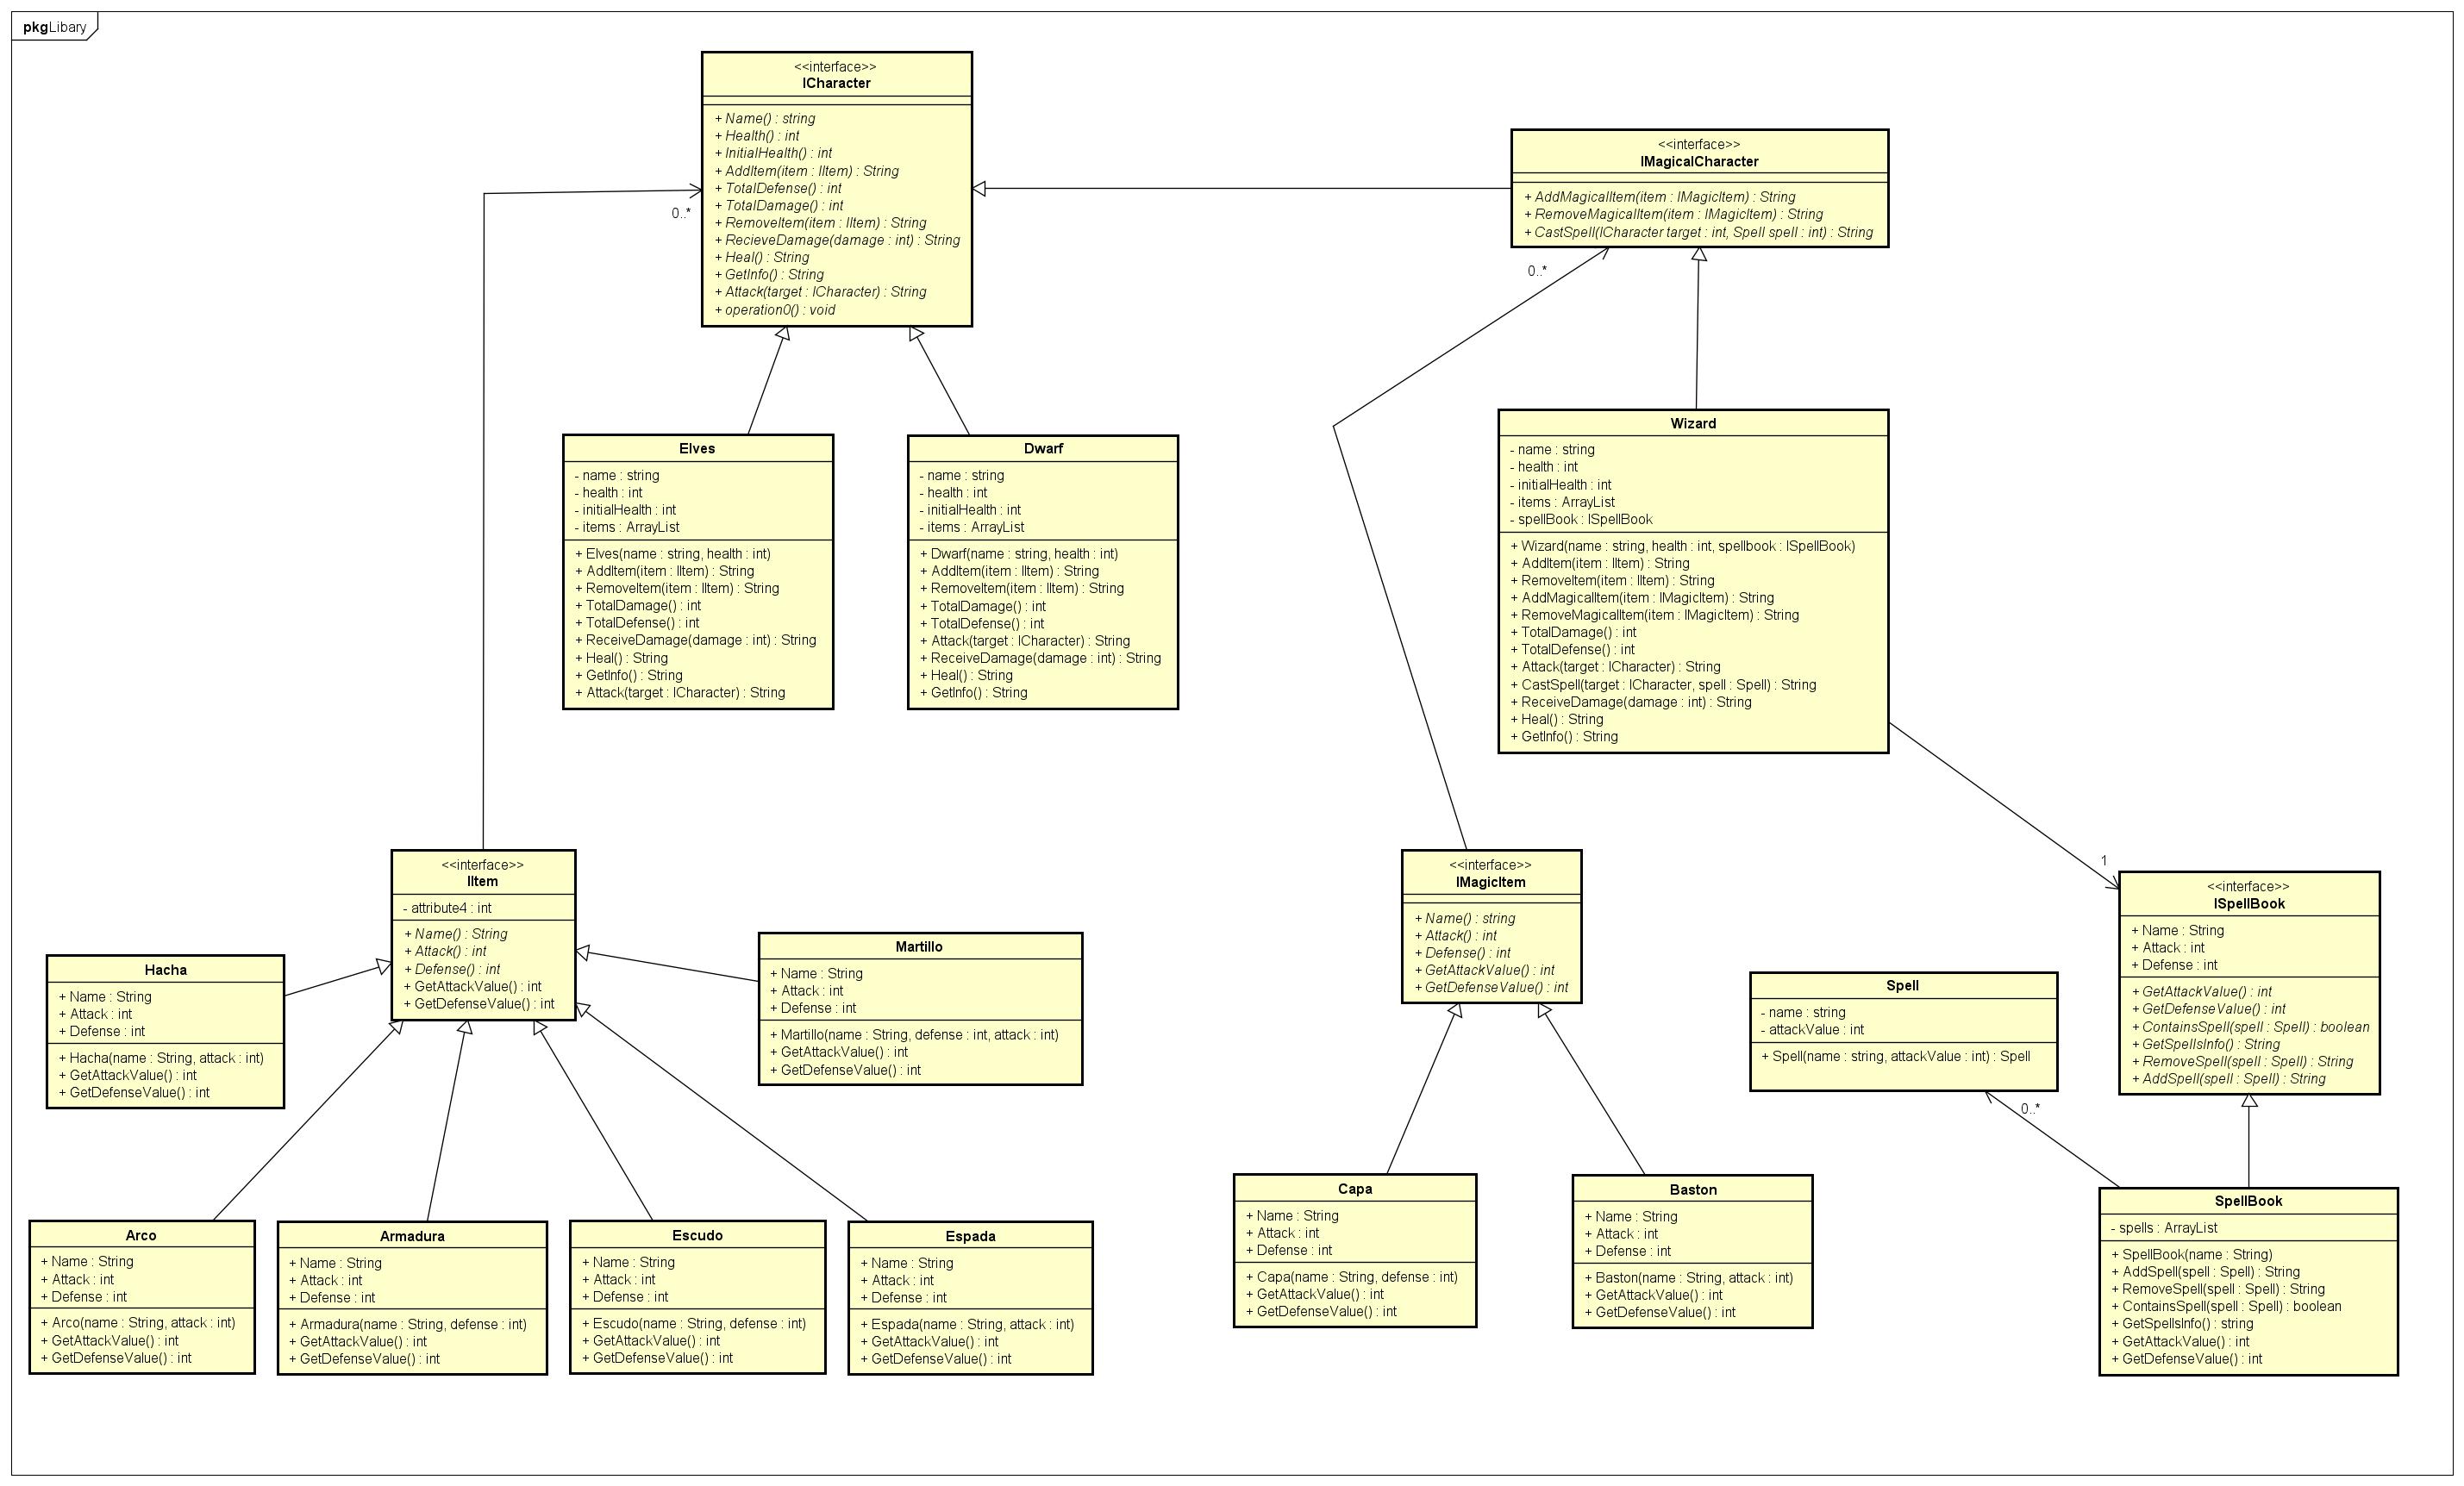 pkgLibary
<<interface>>
ICharacter
+ Name() : string
+ Health() : int
+ InitialHealth() : int
+ AddItem(item : IItem) : String
+ TotalDefense() : int
+ TotalDamage() : int
+ RemoveItem(item : IItem) : String
+ RecieveDamage(damage : int) : String
+ Heal() : String
+ GetInfo() : String
+ Attack(target : ICharacter) : String
+ operation0() : void
0..*
<<interface>>
IMagicalCharacter
+ AddMagicalItem(item : IMagicItem) : String
+ RemoveMagicalItem(item : IMagicItem) : String
+ CastSpell(ICharacter target : int, Spell spell : int) : String
0..*
Elves
- name : string
- health : int
- initialHealth : int
- items : ArrayList
+ Elves(name : string, health : int)
+ AddItem(item : IItem) : String
+ RemoveItem(item : IItem) : String
+ TotalDamage() : int
+ TotalDefense() : int
+ ReceiveDamage(damage : int) : String
+ Heal() : String
+ GetInfo() : String
+ Attack(target : ICharacter) : String
Dwarf
- name : string
- health : int
- initialHealth : int
- items : ArrayList
+ Dwarf(name : string, health : int)
+ AddItem(item : IItem) : String
+ RemoveItem(item : IItem) : String
+ TotalDamage() : int
+ TotalDefense() : int
+ Attack(target : ICharacter) : String
+ ReceiveDamage(damage : int) : String
+ Heal() : String
+ GetInfo() : String
Wizard
- name : string
- health : int
- initialHealth : int
- items : ArrayList
- spellBook : ISpellBook
+ Wizard(name : string, health : int, spellbook : ISpellBook)
+ AddItem(item : IItem) : String
+ RemoveItem(item : IItem) : String
+ AddMagicalItem(item : IMagicItem) : String
+ RemoveMagicalItem(item : IMagicItem) : String
+ TotalDamage() : int
+ TotalDefense() : int
+ Attack(target : ICharacter) : String
+ CastSpell(target : ICharacter, spell : Spell) : String
+ ReceiveDamage(damage : int) : String
+ Heal() : String
+ GetInfo() : String
1
<<interface>>
IItem
- attribute4 : int
+ Name() : String
+ Attack() : int
+ Defense() : int
+ GetAttackValue() : int
+ GetDefenseValue() : int
<<interface>>
IMagicItem
+ Name() : string
+ Attack() : int
+ Defense() : int
+ GetAttackValue() : int
+ GetDefenseValue() : int
<<interface>>
ISpellBook
+ Name : String
+ Attack : int
+ Defense : int
+ GetAttackValue() : int
+ GetDefenseValue() : int
+ ContainsSpell(spell : Spell) : boolean
+ GetSpellsInfo() : String
+ RemoveSpell(spell : Spell) : String
+ AddSpell(spell : Spell) : String
Hacha
+ Name : String
+ Attack : int
+ Defense : int
+ Hacha(name : String, attack : int)
+ GetAttackValue() : int
+ GetDefenseValue() : int
Martillo
+ Name : String
+ Attack : int
+ Defense : int
+ Martillo(name : String, defense : int, attack : int)
+ GetAttackValue() : int
+ GetDefenseValue() : int
Spell
- name : string
- attackValue : int
+ Spell(name : string, attackValue : int) : Spell
0..*
Arco
+ Name : String
+ Attack : int
+ Defense : int
+ Arco(name : String, attack : int)
+ GetAttackValue() : int
+ GetDefenseValue() : int
Armadura
+ Name : String
+ Attack : int
+ Defense : int
+ Armadura(name : String, defense : int)
+ GetAttackValue() : int
+ GetDefenseValue() : int
Escudo
+ Name : String
+ Attack : int
+ Defense : int
+ Escudo(name : String, defense : int)
+ GetAttackValue() : int
+ GetDefenseValue() : int
Espada
+ Name : String
+ Attack : int
+ Defense : int
+ Espada(name : String, attack : int)
+ GetAttackValue() : int
+ GetDefenseValue() : int
Capa
+ Name : String
+ Attack : int
+ Defense : int
+ Capa(name : String, defense : int)
+ GetAttackValue() : int
+ GetDefenseValue() : int
Baston
+ Name : String
+ Attack : int
+ Defense : int
+ Baston(name : String, attack : int)
+ GetAttackValue() : int
+ GetDefenseValue() : int
SpellBook
- spells : ArrayList
+ SpellBook(name : String)
+ AddSpell(spell : Spell) : String
+ RemoveSpell(spell : Spell) : String
+ ContainsSpell(spell : Spell) : boolean
+ GetSpellsInfo() : string
+ GetAttackValue() : int
+ GetDefenseValue() : int